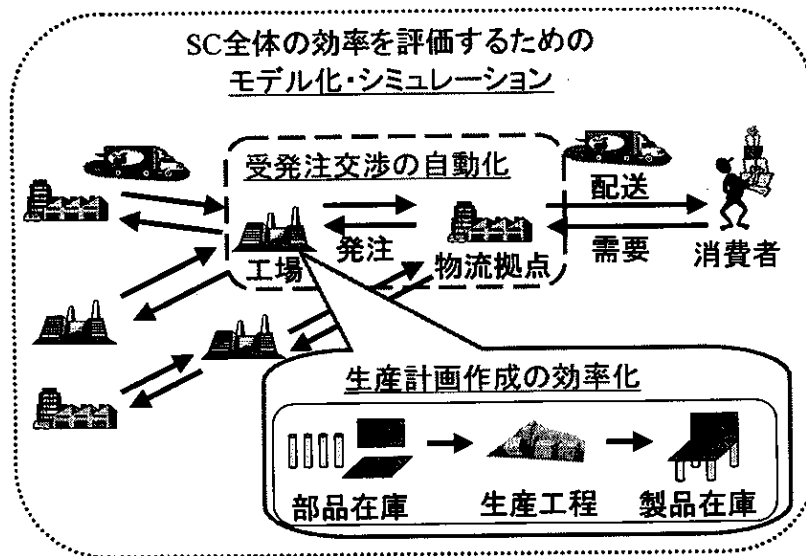 SC全体の効率を評価するための
モデル化・シミュレーション
受発注交渉の自動化
配送
発注
工場
物流拠点
需要
消費者
生産計画作成の効率化
部品在庫
生産工程
製品在庫